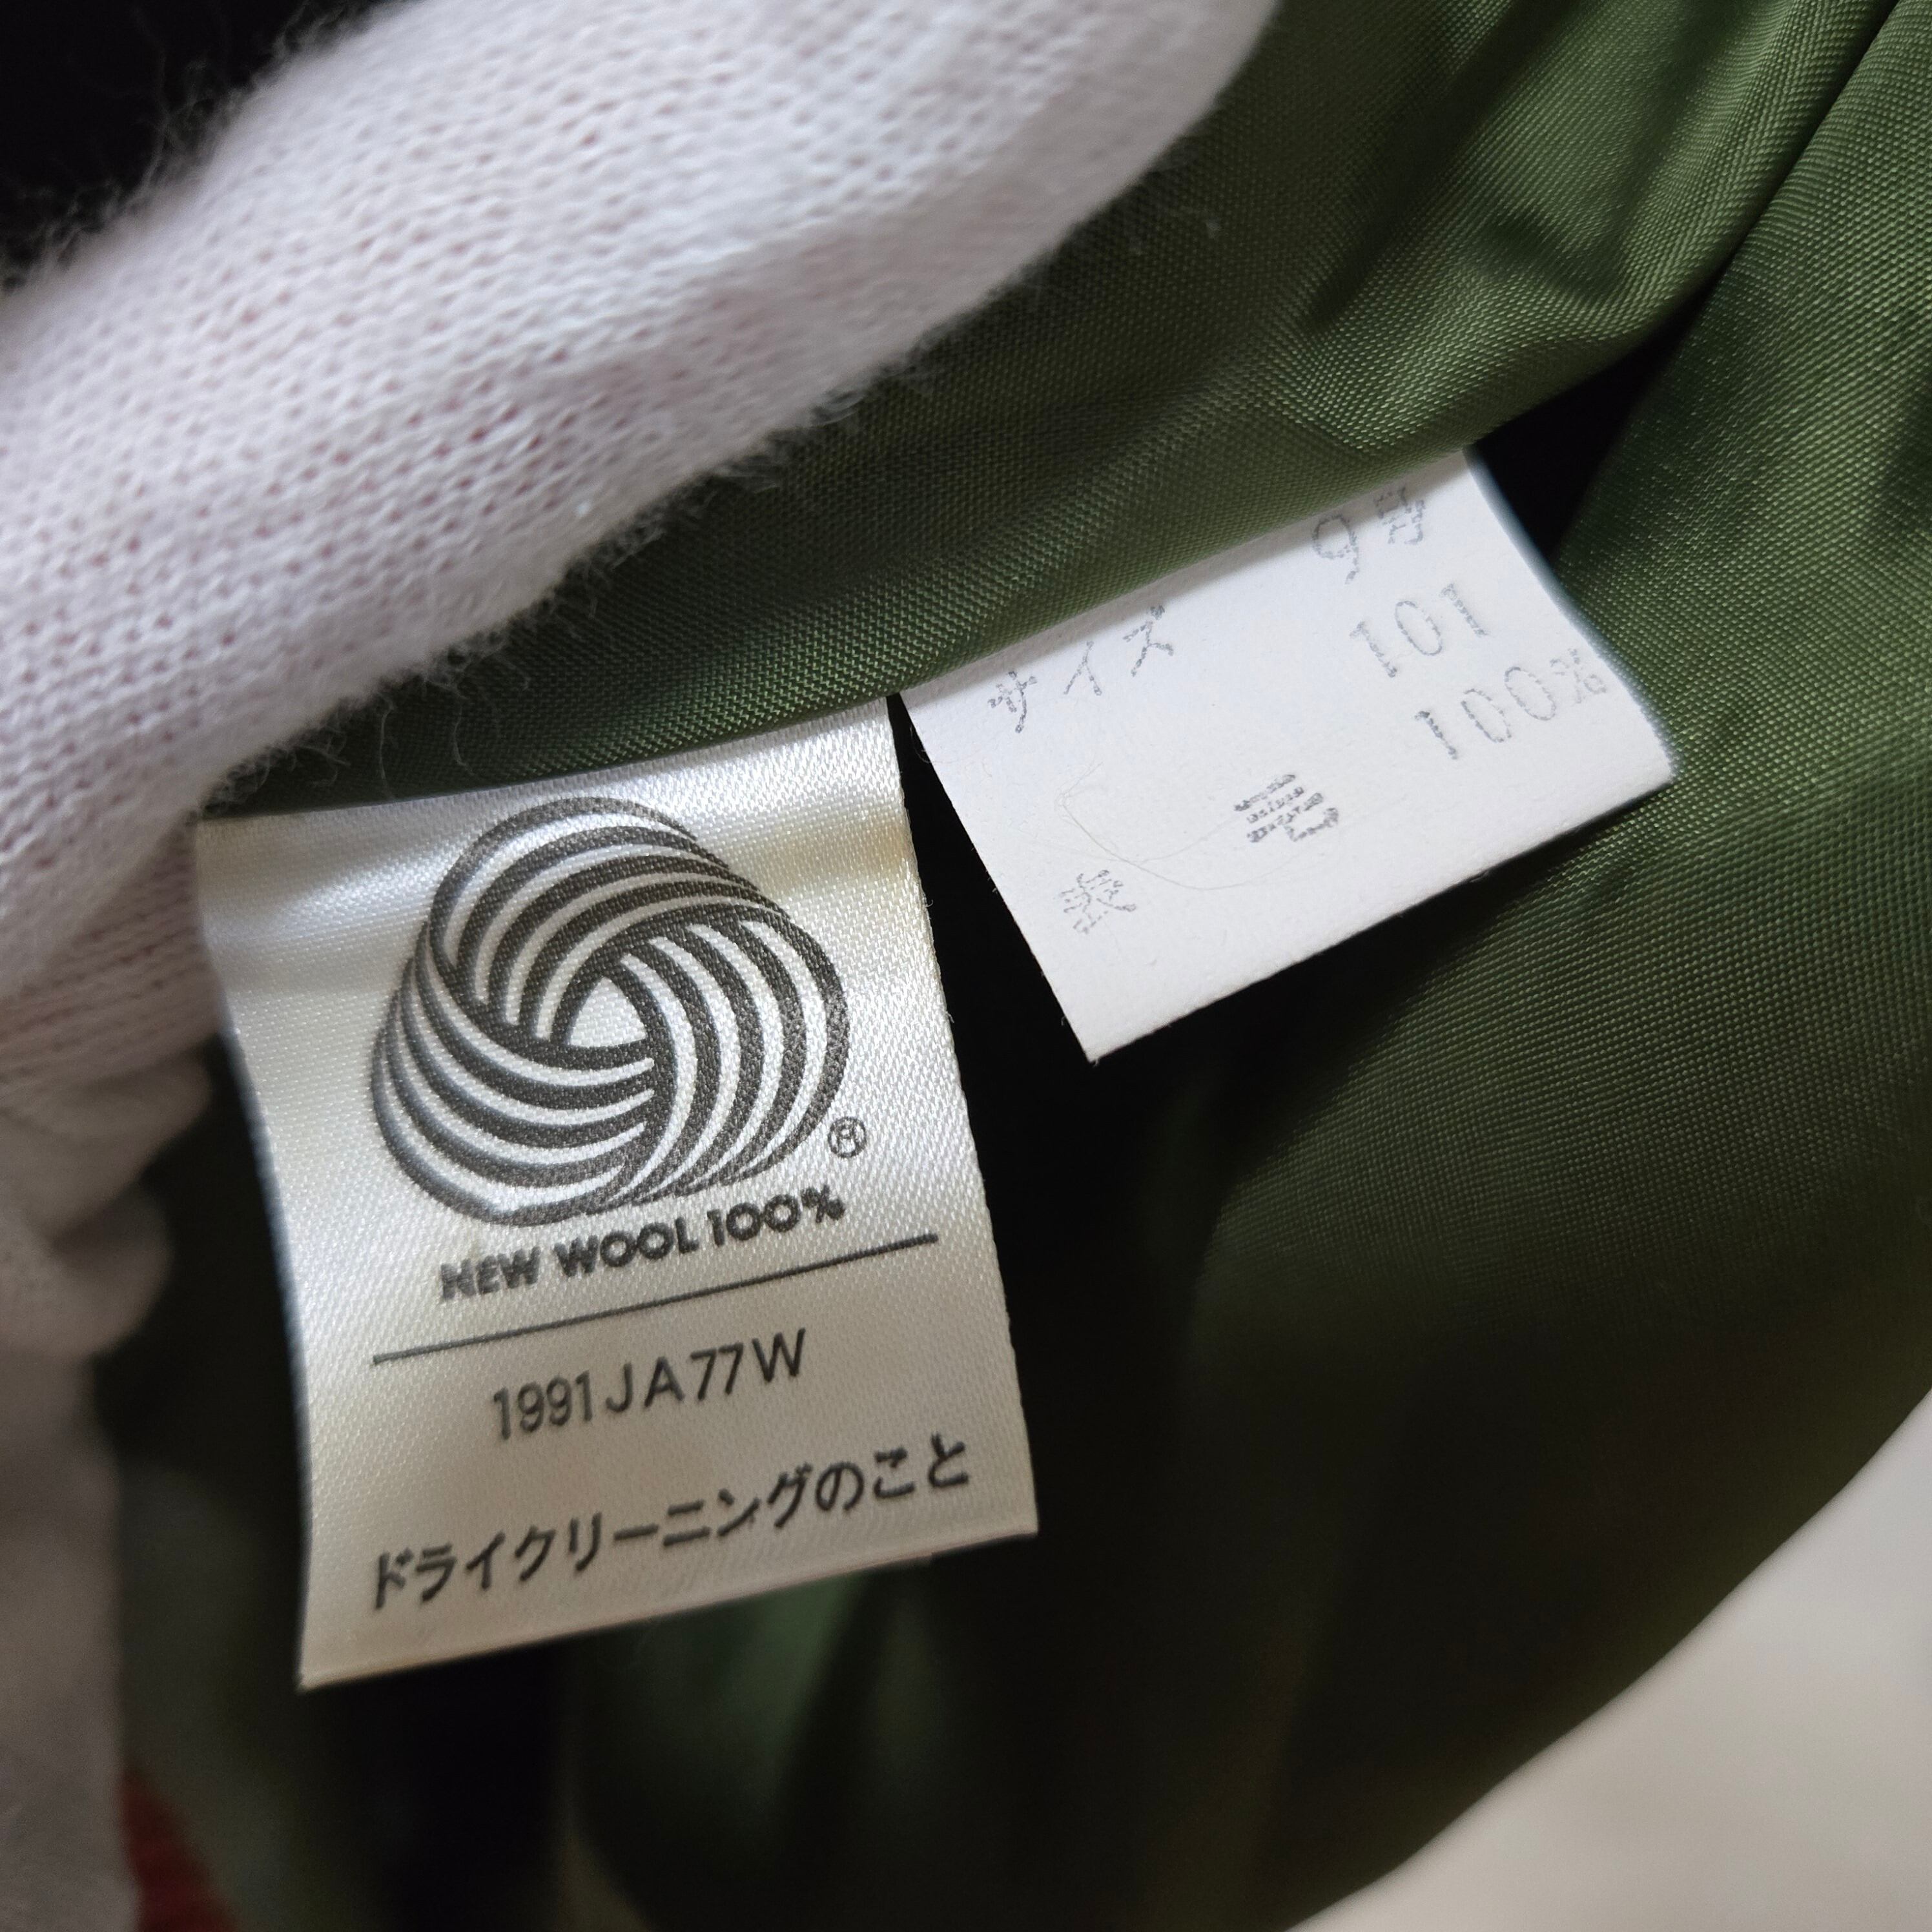 ®
NEW WOOL 100%
1991JA77W
ドライクリーニングのこと
9号
サイズ 101
毛 100%